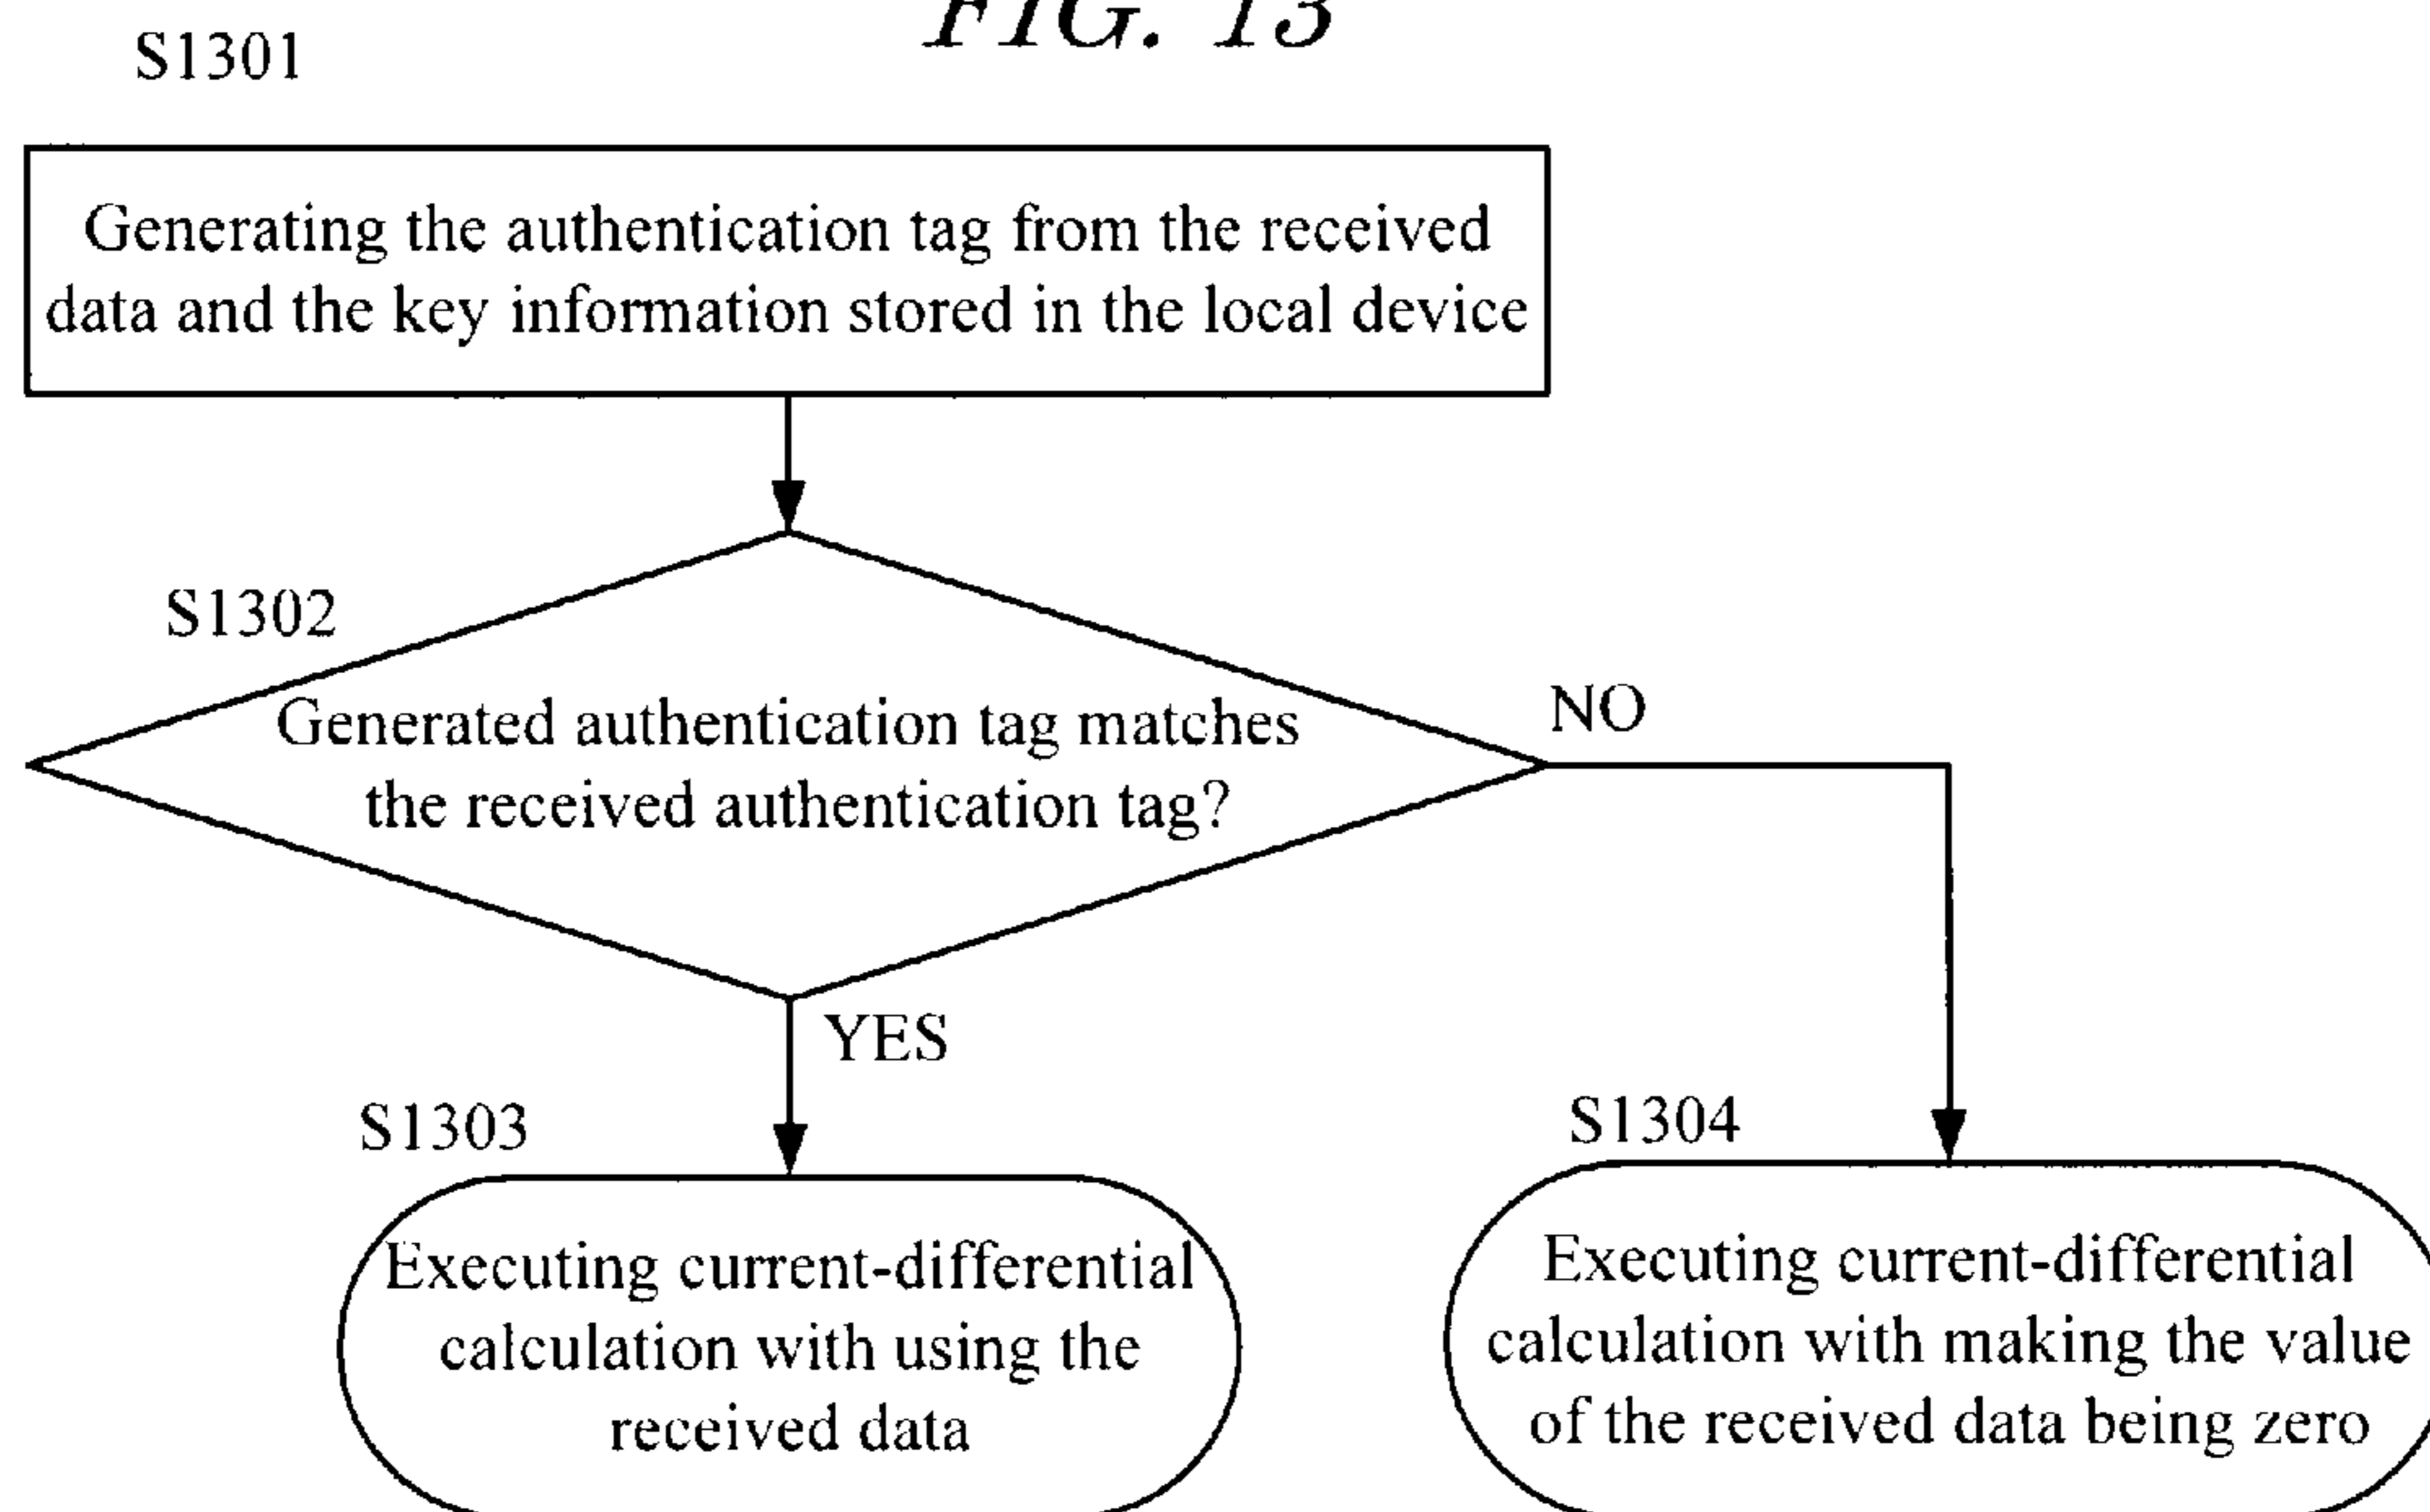 FIG. 13
S1301
Generating the authentication tag from the received
data and the key information stored in the local device
S1302
Generated authentication tag matches
the received authentication tag?
NO
YES
S1303
Executing current-differential
calculation with using the
received data
S1304
Executing current-differential
calculation with making the value
of the received data being zero